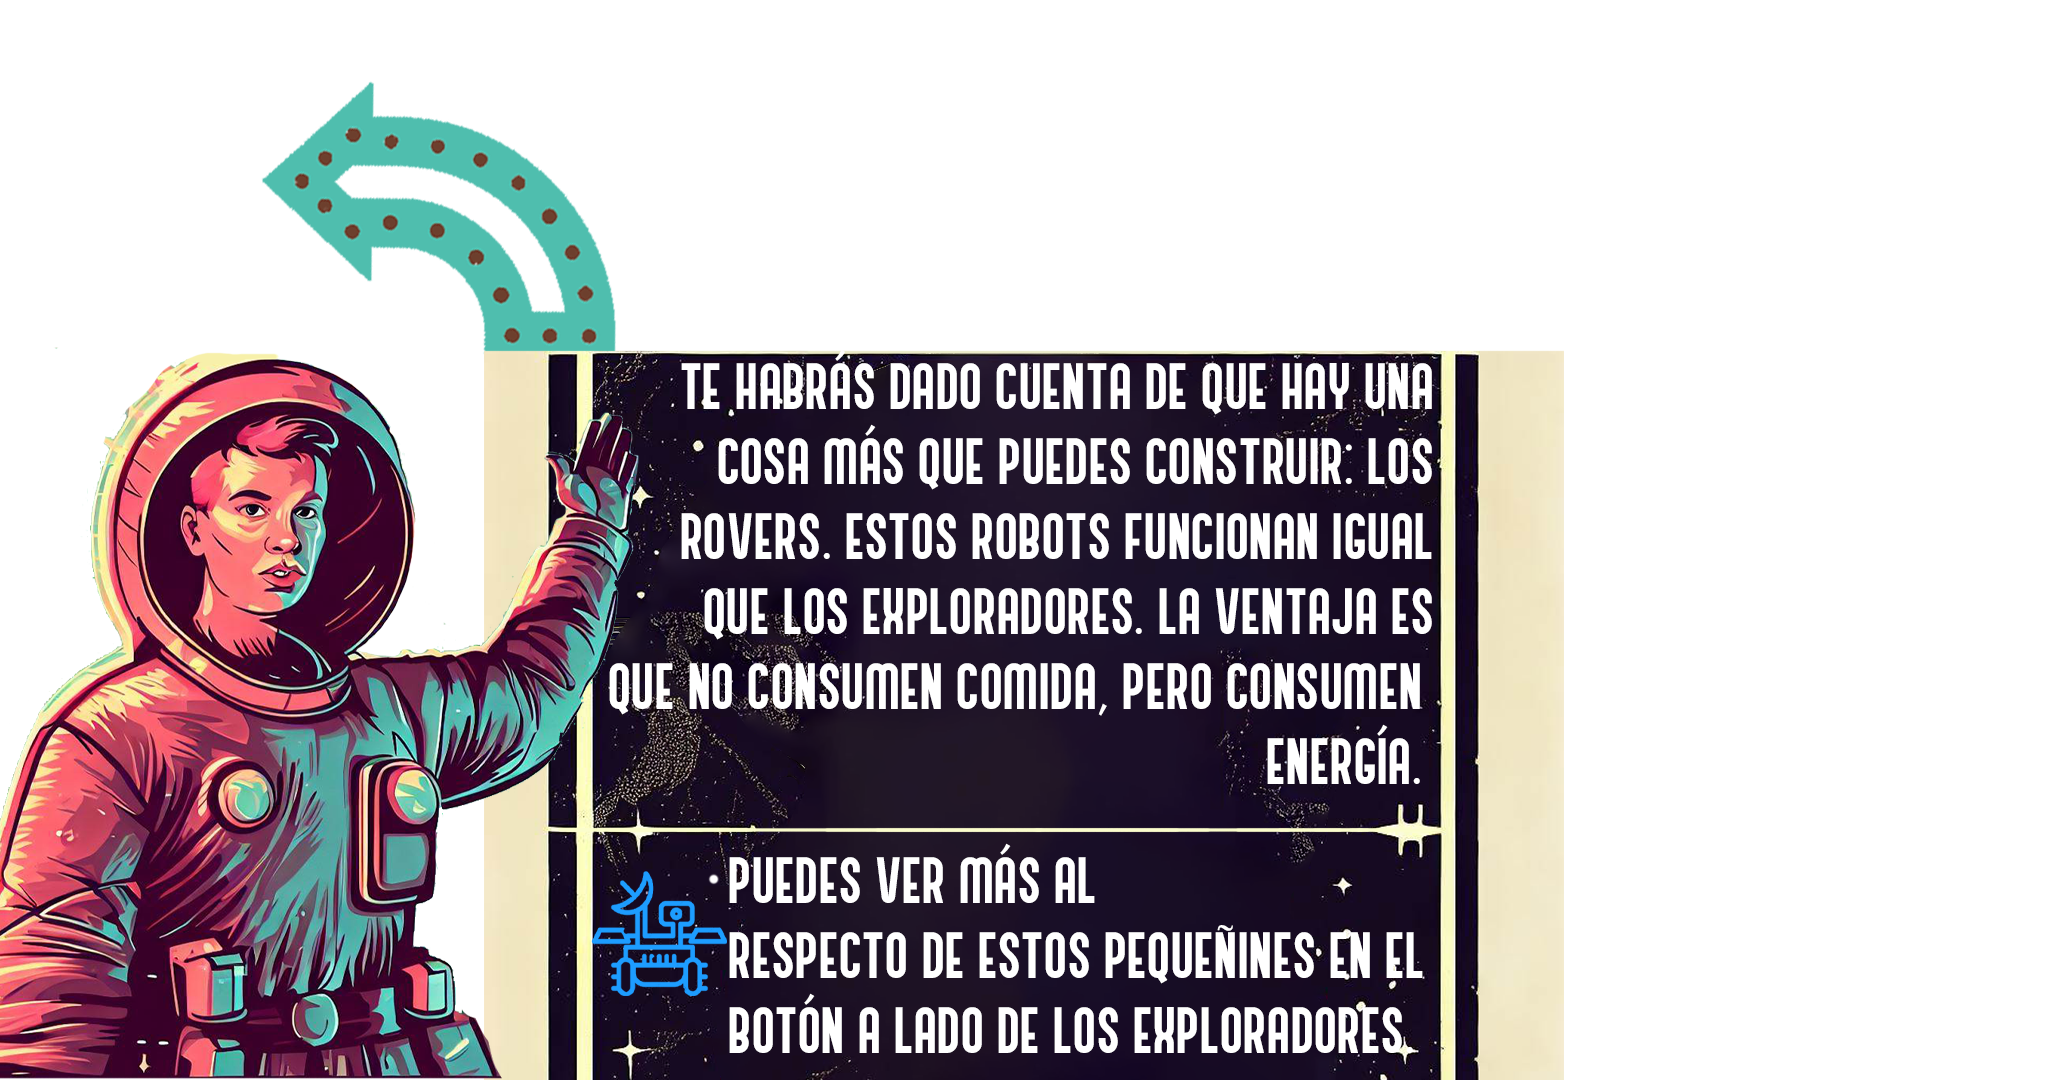 TE HABRÁS DADO CUENTA DE QUE HAY UNA
COSA MÁS QUE PUEDES CONSTRUIR: LOS
ROVERS. ESTOS ROBOTS FUNCIONAN IGUAL
QUE LOS EXPLORADORES. LA VENTAJA ES
QUE NO CONSUMEN COMIDA, PERO CONSUMEN
ENERGÍA.
PUEDES VER MÁS AL
RESPECTO DE ESTOS PEQUEÑINES EN EL
BOTÓN A LADO DE LOS EXPLORADORES.